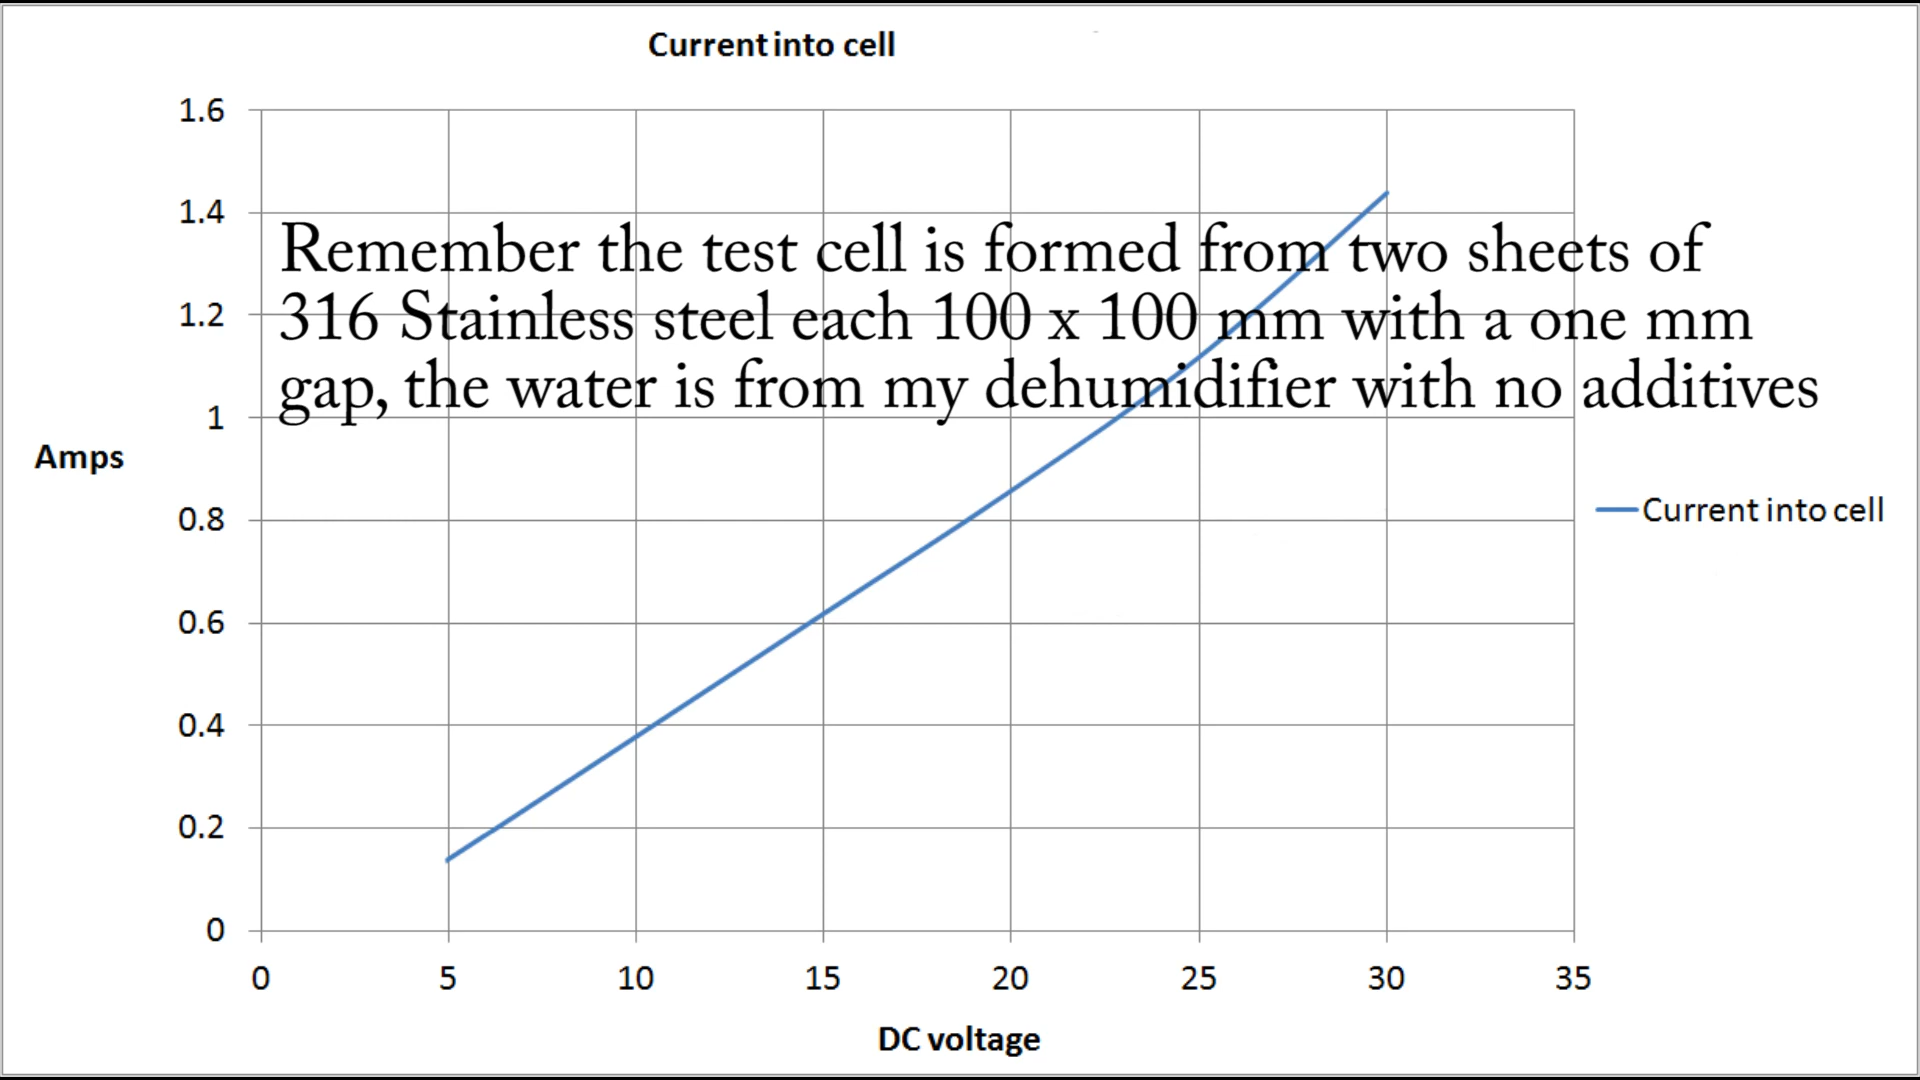 Current into cell
1.6
1.4
Remember the test cell is formed from two sheets of
316 Stainless steel each 100 x 100 mm with a one mm
gap, the water is from my dehumidifier with no additives
1.2
1
Amps
0.8
Current into cell
0.6
0.4
0.2
0
0 5 10 15 20 25 30 35
DC voltage